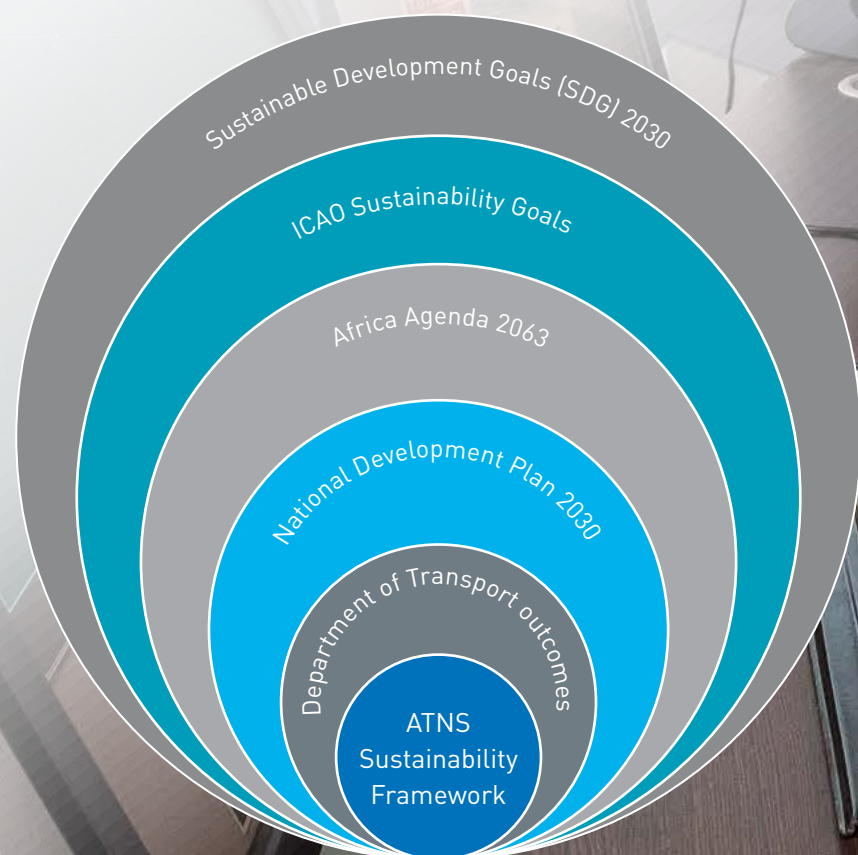 Sustainable Development Goals (SDG) 2030
ICAO Sustainability Goals
Africa Agenda 2063
National Development Plan 2030
Department of Transport outcomes
ATNS
Sustainability
Framework